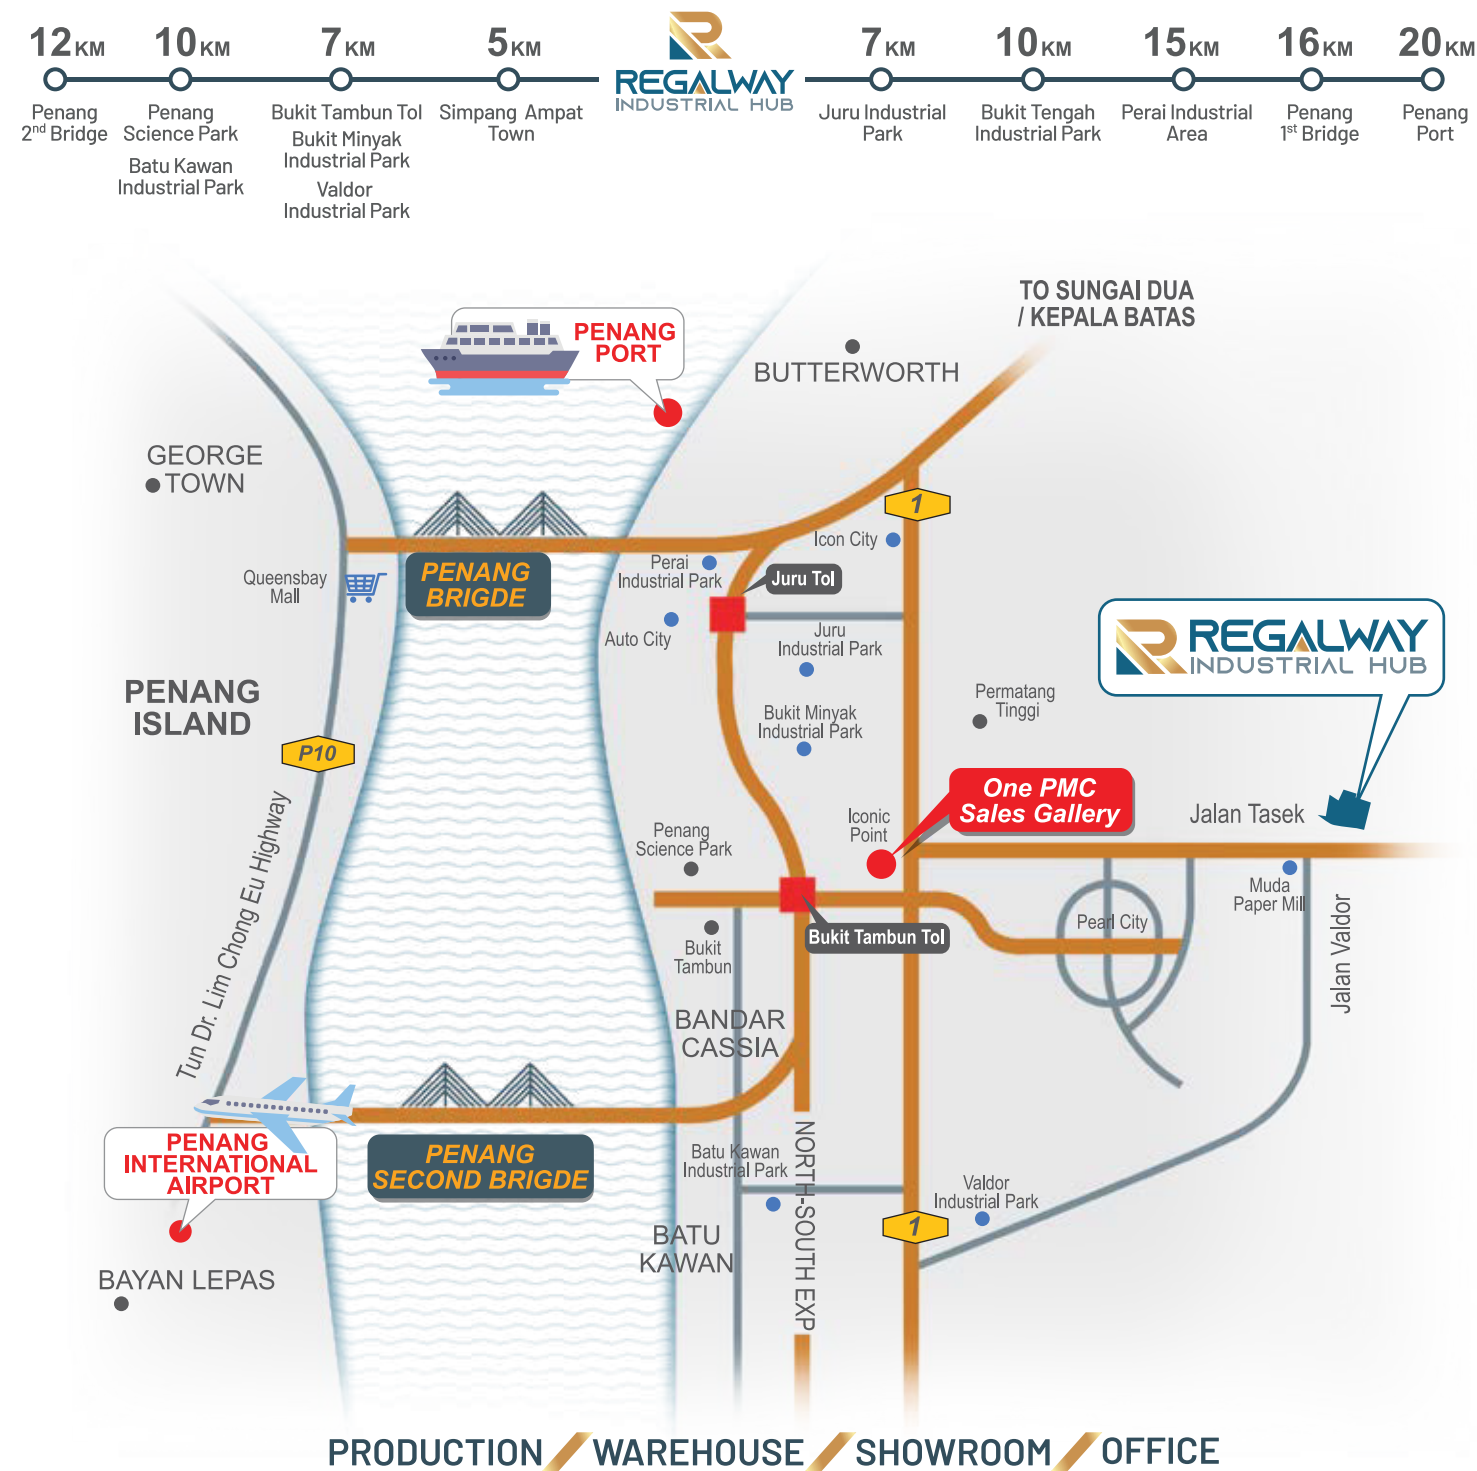 12KM
10KM
7KM
5KM
REGALWAY
INDUSTRIAL HUB
7KM
10KM
15KM
16KM
20KM
Penang
2nd Bridge
Penang
Science Park
Batu Kawan
Industrial Park
Bukit Tambun Tol
Bukit Minyak
Industrial Park
Valdor
Industrial Park
Simpang Ampat
Town
Juru Industrial
Park
Bukit Tengah
Industrial Park
Perai Industrial
Area
Penang
1st Bridge
Penang
Port
TO SUNGAI DUA
/ KEPALA BATAS
PENANG
PORT
BUTTERWORTH
GEORGE
TOWN
1
Icon City
Perai
Industrial Park
Juru Tol
Queensbay
Mall
PENANG
BRIGDE
Auto City
Juru
Industrial Park
REGALWAY
INDUSTRIAL HUB
PENANG
ISLAND
Permatang
Tinggi
Bukit Minyak
Industrial Park
P10
One PMC
Sales Gallery
Iconic
Point
Jalan Tasek
Penang
Science Park
Tun Dr. Lim Chong Eu Highway
Muda
Paper Mill
Pearl City
Bukit Tambun Tol
Bukit
Tambun
Jalan Valdor
BANDAR
CASSIA
PENANG
INTERNATIONAL
AIRPORT
PENANG
SECOND BRIGDE
Batu Kawan
Industrial Park
NORTH-SOUTH EXP
Valdor
Industrial Park
1
BATU
KAWAN
BAYAN LEPAS
PRODUCTION / WAREHOUSE / SHOWROOM / OFFICE